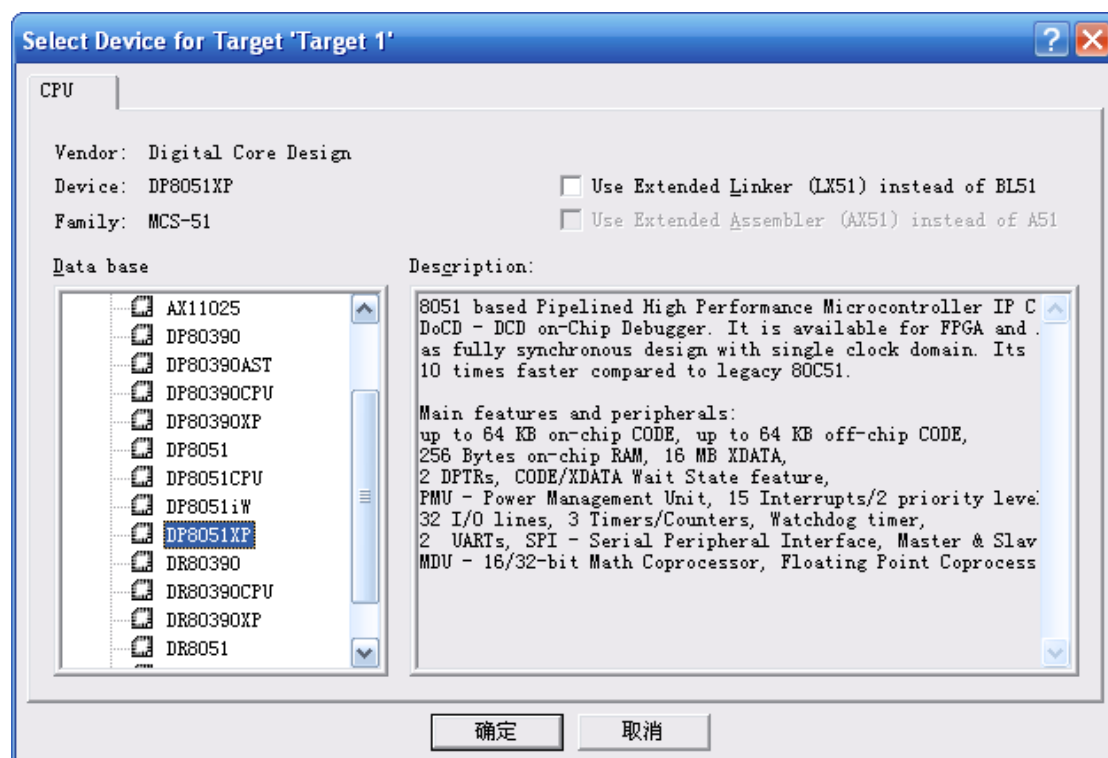 Select Device for Target 'Target 1'
CPU
Vendor: Digital Core Design
Device: DP8051XP
Use Extended Linker (LX51) instead of BL51
Family: MCS-51
Use Extended Assembler (AX51) instead of A51
Data base
Description:
AX11025
DP80390
DP80390AST
DP80390CPU
DP80390XP
DP8051
DP8051CPU
DP8051iW
DP8051XP
DR80390
DR80390CPU
DR80390XP
DR8051
8051 based Pipelined High Performance Microcontroller IP C
DoCD - DCD on-Chip Debugger. It is available for FPGA and .
as fully synchronous design with single clock domain. Its
10 times faster compared to legacy 80C51.
Main features and peripherals:
up to 64 KB on-chip CODE, up to 64 KB off-chip CODE,
256 Bytes on-chip RAM, 16 MB XDATA,
2 DPTRs, CODE/XDATA Wait State feature,
PMU - Power Management Unit, 15 Interrupts/2 priority leve
32 I/O lines, 3 Timers/Counters, Watchdog timer,
2 UARTs, SPI - Serial Peripheral Interface, Master & Slav
MDU - 16/32-bit Math Coprocessor, Floating Point Coprocess
确定
取消